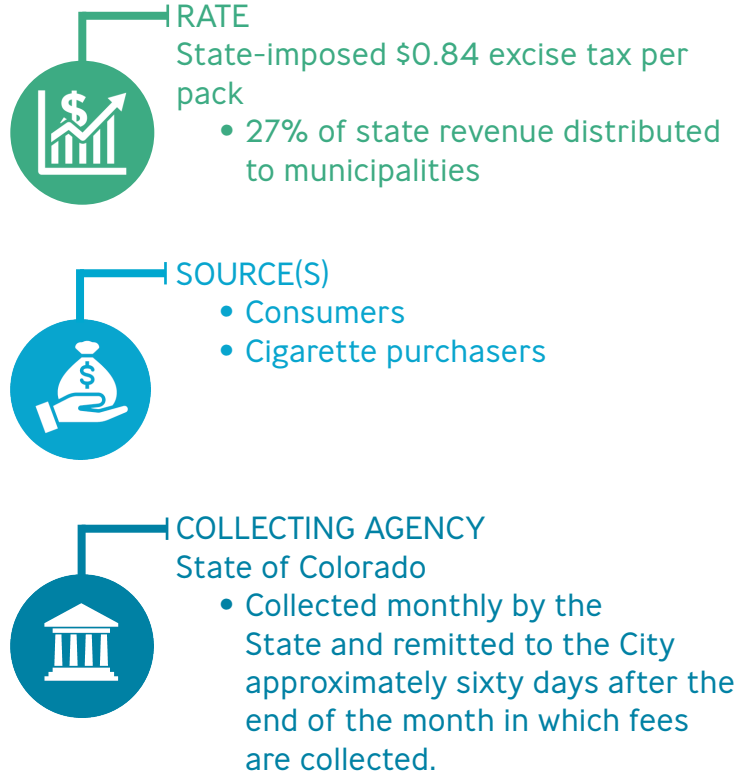 RATE
State-imposed $0.84 excise tax per
pack
• 27% of state revenue distributed
to municipalities
$
SOURCE(S)
• Consumers
• Cigarette purchasers
$
COLLECTING AGENCY
State of Colorado
• Collected monthly by the
State and remitted to the City
approximately sixty days after the
end of the month in which fees
are collected.